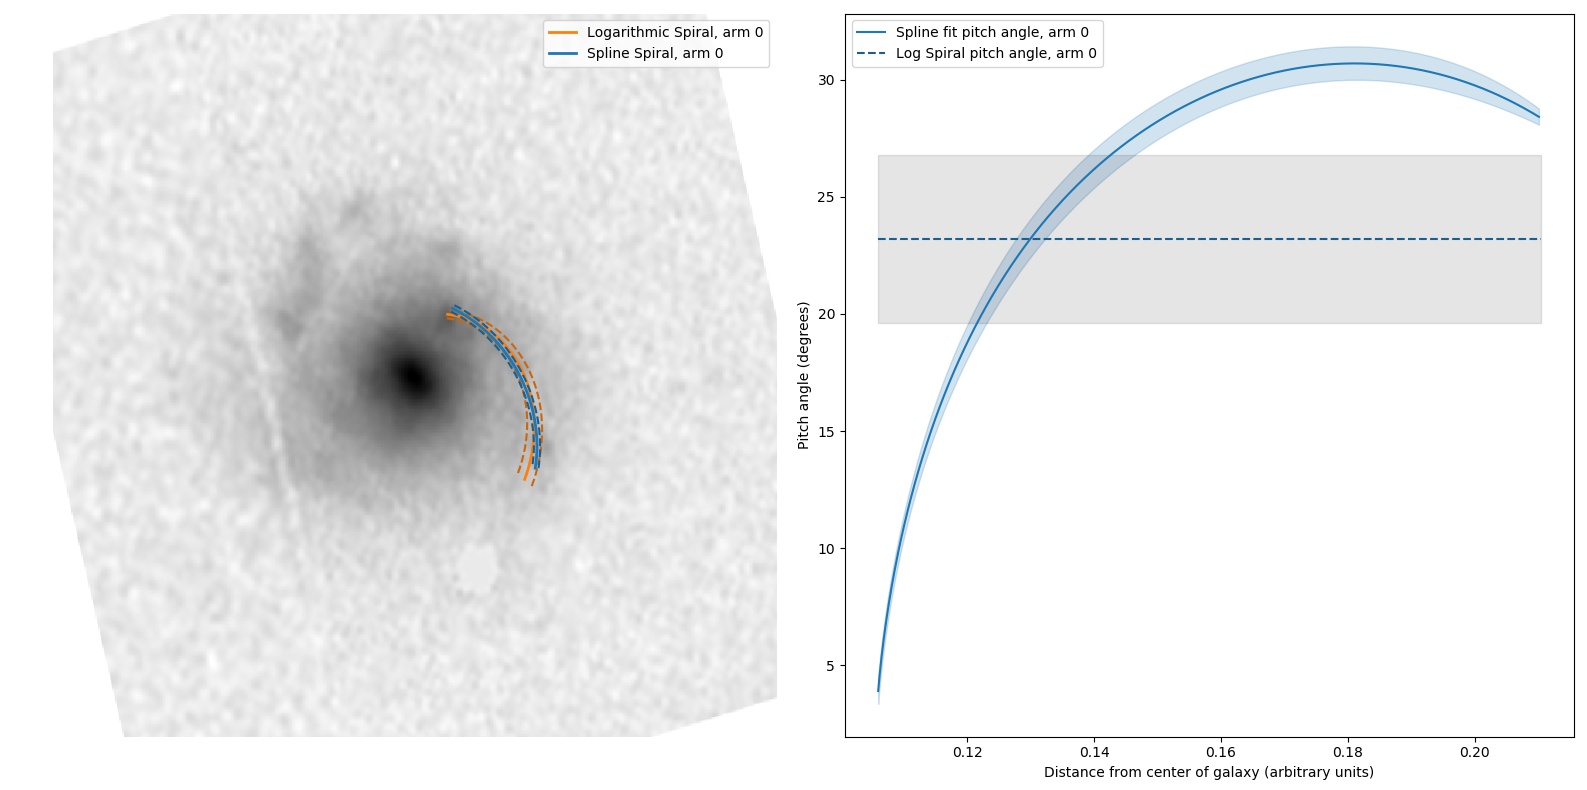 Logarithmic Spiral, arm 0
Spline Spiral, arm 0
Spline fit pitch angle, arm 0
Log Spiral pitch angle, arm 0
Pitch angle (degrees)
30
25
20
15
10
5
0.12 0.14 0.16 0.18 0.20
Distance from center of galaxy (arbitrary units)